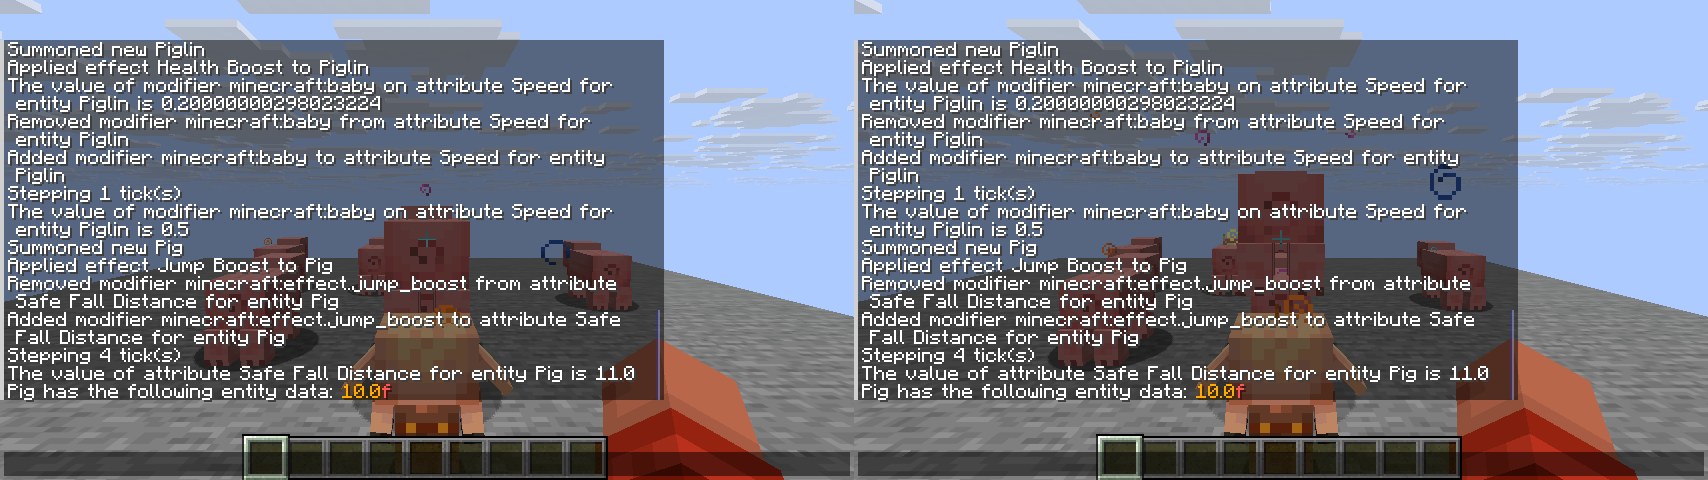 Summoned new Piglin
Applied effect Health Boost to Piglin
The value of modifier minecraft:baby on attribute Speed for
entity Piglin is 0.20000000298023224
Removed modifier minecraft:baby from attribute Speed for
entity Piglin
Added modifier minecraft:baby to attribute Speed for entity
Piglin
Stepping 1 tick(s)
The value of modifier minecraft:baby on attribute Speed for
entity Piglin is 0.5
Summoned new Pig
Applied effect Jump Boost to Pig
Removed modifier minecraft:effect.jump_boost from attribute
Safe Fall Distance for entity Pig
Added modifier minecraft:effect.jump_boost to attribute Safe
Fall Distance for entity Pig
Stepping 4 tick(s)
The value of attribute Safe Fall Distance for entity Pig is 11.0
Pig has the following entity data: 10.0f
Summoned new Piglin
Applied effect Health Boost to Piglin
The value of modifier minecraft:baby on attribute Speed for
entity Piglin is 0.20000000298023224
Removed modifier minecraft:baby from attribute Speed for
entity Piglin
Added modifier minecraft:baby to attribute Speed for entity
Piglin
Stepping 1 tick(s)
The value of modifier minecraft:baby on attribute Speed for
entity Piglin is 0.5
Summoned new Pig
Applied effect Jump Boost to Pig
Removed modifier minecraft:effect.jump_boost from attribute
Safe Fall Distance for entity Pig
Added modifier minecraft:effect.jump_boost to attribute Safe
Fall Distance for entity Pig
Stepping 4 tick(s)
The value of attribute Safe Fall Distance for entity Pig is 11.0
Pig has the following entity data: 10.0f